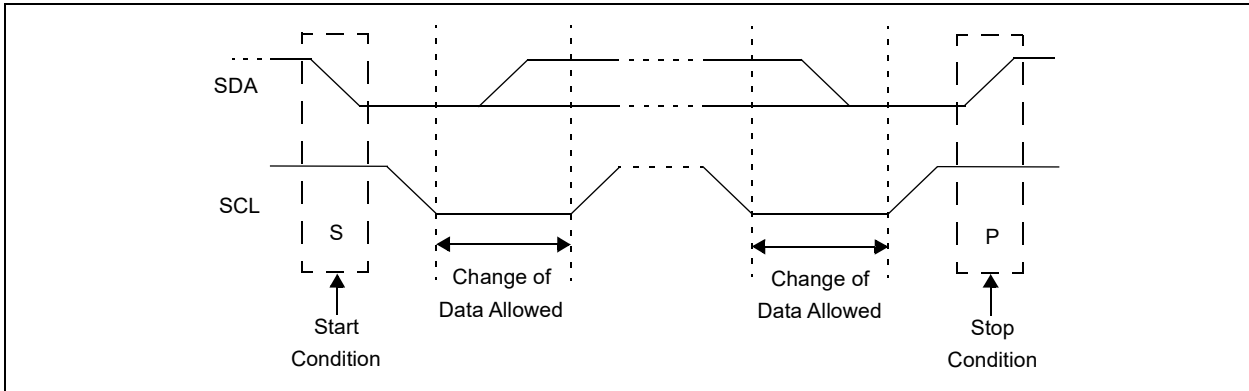 SDA
SCL
S
P
Change of
Data Allowed
Change of
Data Allowed
Start
Condition
Stop
Condition